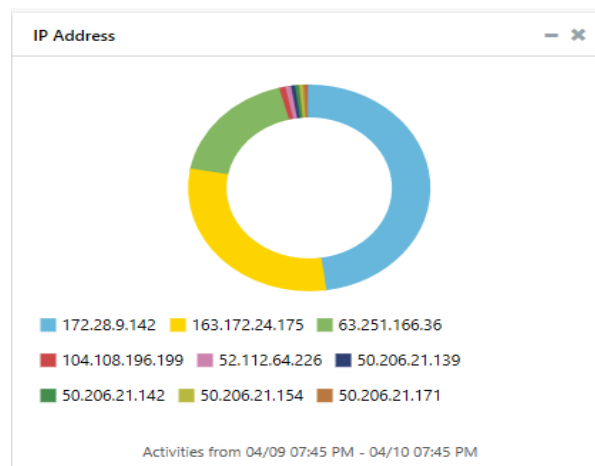 IP Address
172.28.9.142 163.172.24.175 63.251.166.36
104.108.196.199 52.112.64.226 50.206.21.139
50.206.21.142 50.206.21.154 50.206.21.171
Activities from 04/09 07:45 PM - 04/10 07:45 PM